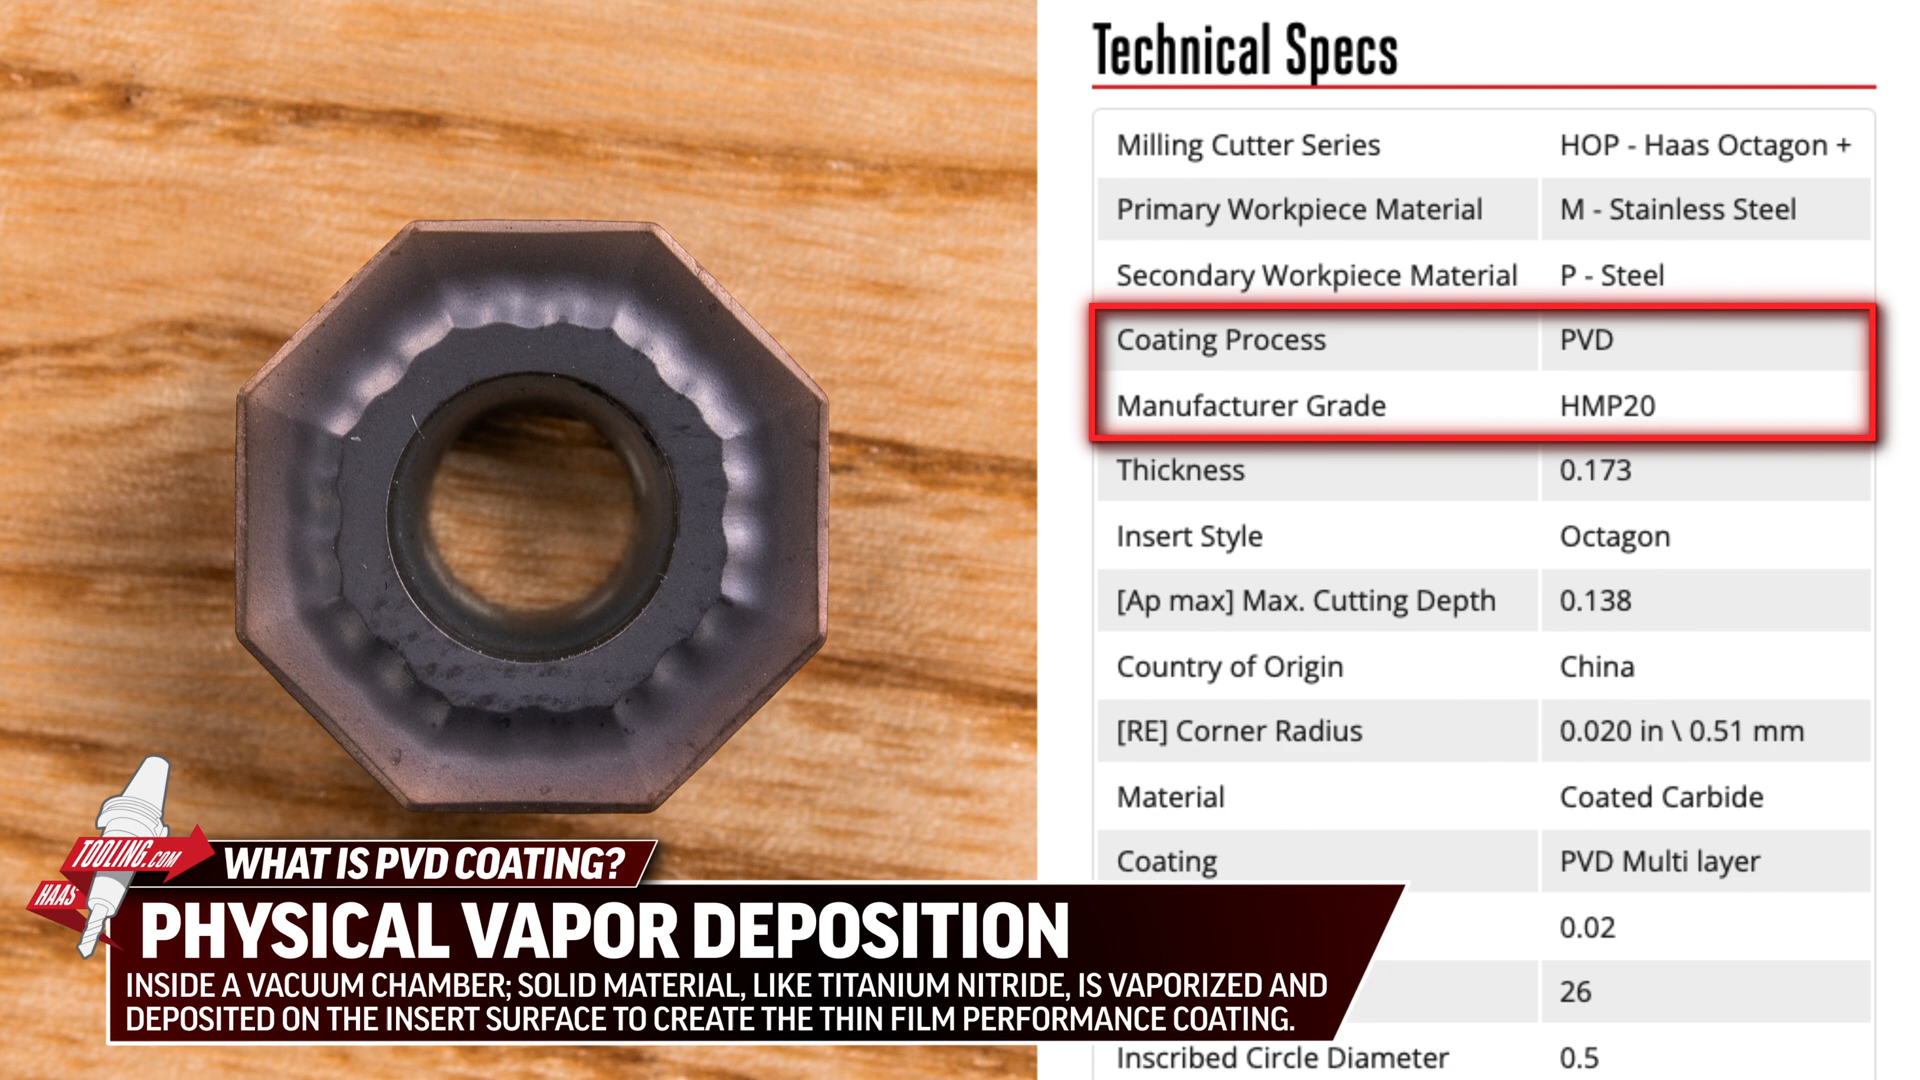 Technical Specs
Milling Cutter Series HOP - Haas Octagon +
Primary Workpiece Material M - Stainless Steel
Secondary Workpiece Material P - Steel
Coating Process PVD
Manufacturer Grade HMP20
Thickness 0.173
Insert Style Octagon
[Ap max] Max. Cutting Depth 0.138
Country of Origin China
[RE] Corner Radius 0.020 in \ 0.51 mm
Material Coated Carbide
Coating PVD Multi layer
0.02
26
Inscribed Circle Diameter 0.5
TOOLING.COM
HAAS
WHAT IS PVD COATING?
PHYSICAL VAPOR DEPOSITION
INSIDE A VACUUM CHAMBER; SOLID MATERIAL, LIKE TITANIUM NITRIDE, IS VAPORIZED AND
DEPOSITED ON THE INSERT SURFACE TO CREATE THE THIN FILM PERFORMANCE COATING.